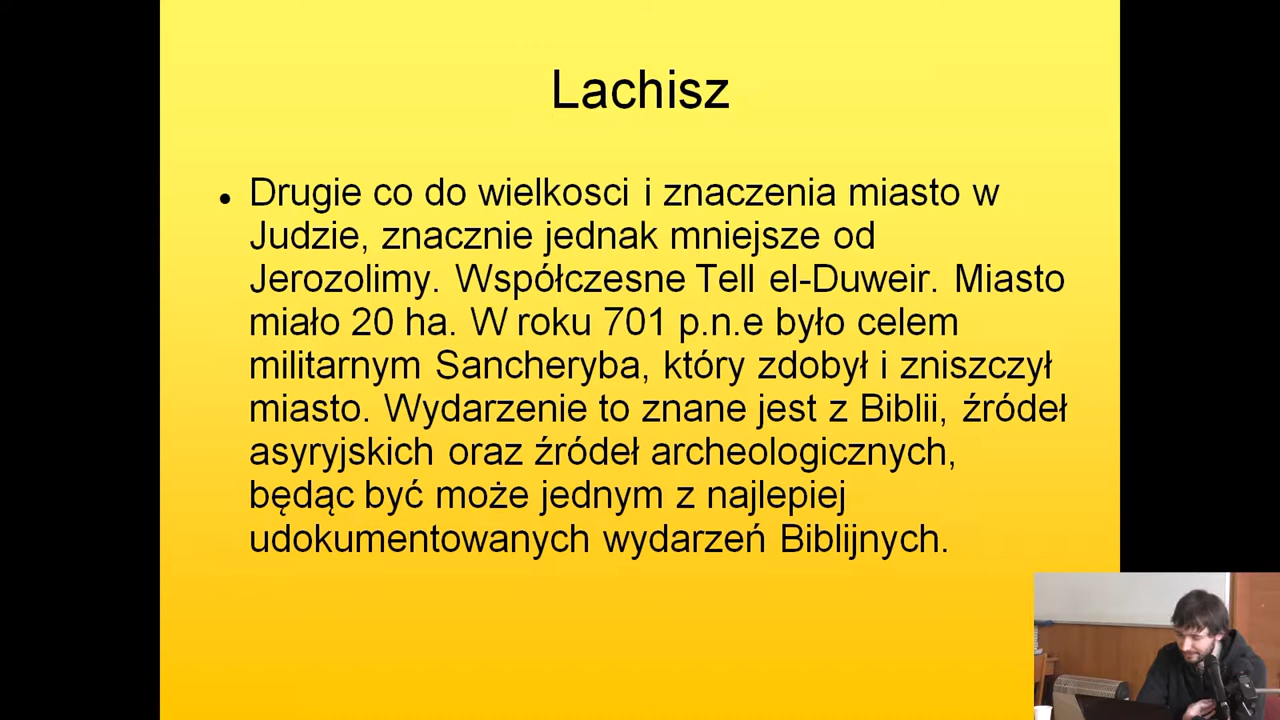 Lachisz
• Drugie co do wielkosci i znaczenia miasto w
Judzie, znacznie jednak mniejsze od
Jerozolimy. Współczesne Tell el-Duweir. Miasto
miało 20 ha. W roku 701 p.n.e było celem
militarnym Sancheryba, który zdobył i zniszczył
miasto. Wydarzenie to znane jest z Biblii, źródeł
asyryjskich oraz źródeł archeologicznych,
będąc być może jednym z najlepiej
udokumentowanych wydarzeń Biblijnych.